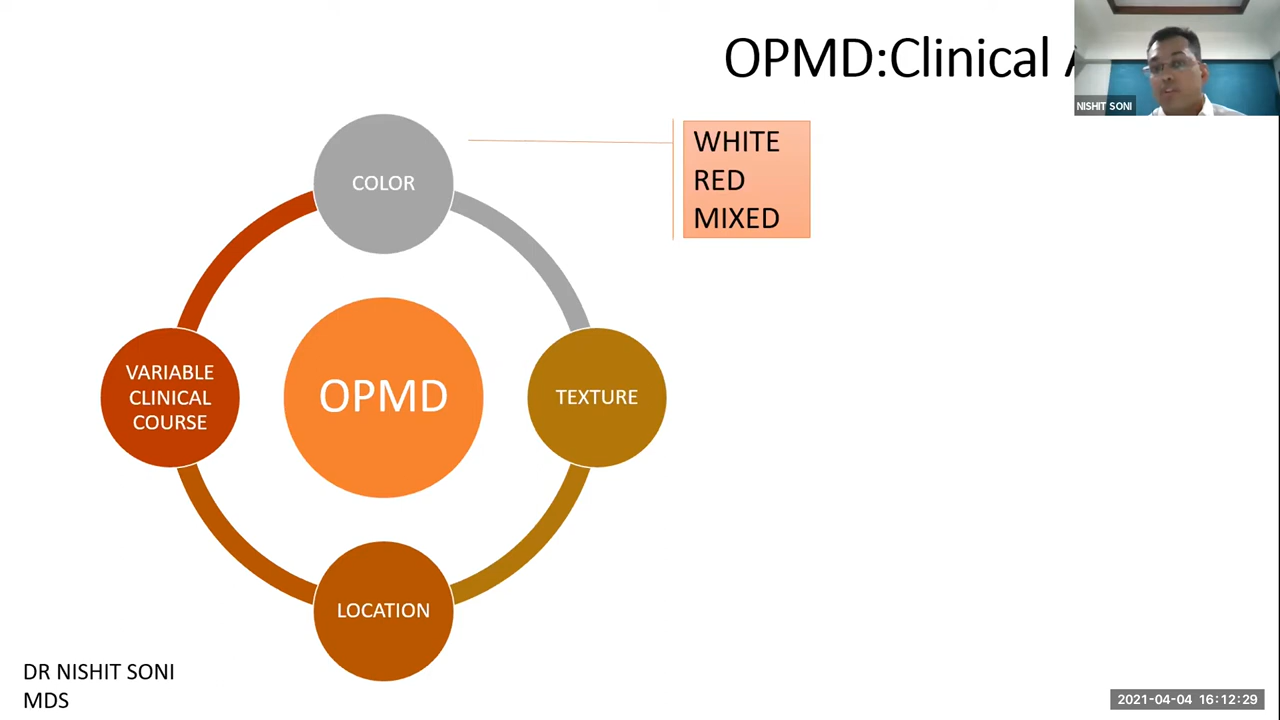 OPMD:Clinical
NISHIT SONI
COLOR
WHITE
RED
MIXED
VARIABLE
CLINICAL
COURSE
OPMD
TEXTURE
LOCATION
DR NISHIT SONI
MDS
2021-04-04 16:12:29